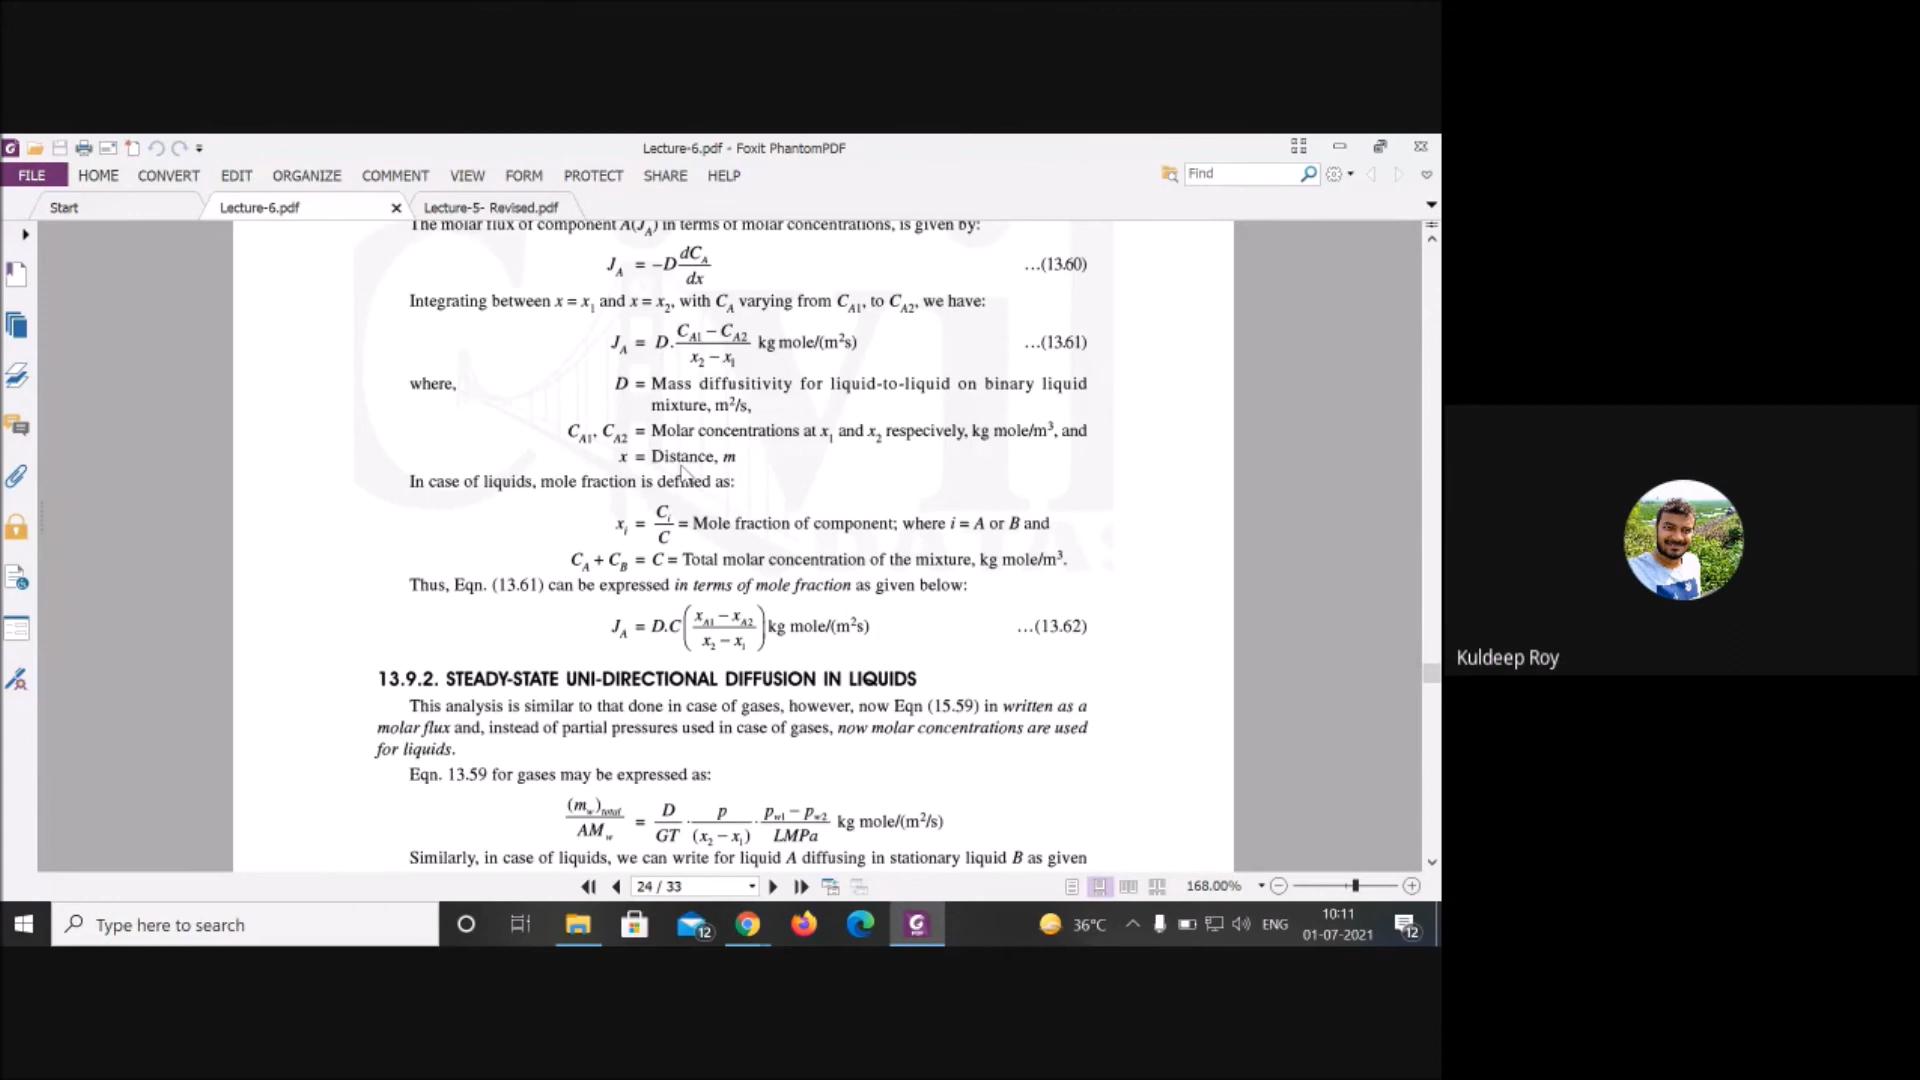 Lecture-6.pdf - Foxit PhantomPDF
FILE HOME CONVERT EDIT ORGANIZE COMMENT VIEW FORM PROTECT SHARE HELP Find
Start Lecture-6.pdf Lecture-5- Revised.pdf
The molar flux of component A(J_A) in terms of molar concentrations, is given by:
J_A = –D dC_A/dx ...(13.60)
Integrating between x = x_1 and x = x_2, with C_A varying from C_A1, to C_A2, we have:
J_A = D. (C_A1 – C_A2)/(x_2 – x_1) kg mole/(m²s) ...(13.61)
where, D = Mass diffusitivity for liquid-to-liquid on binary liquid
mixture, m²/s,
C_A1, C_A2 = Molar concentrations at x_1 and x_2 respecively, kg mole/m³, and
x = Distance, m
In case of liquids, mole fraction is defined as:
x_i = C_i/C = Mole fraction of component; where i = A or B and
C_A + C_B = C = Total molar concentration of the mixture, kg mole/m³.
Thus, Eqn. (13.61) can be expressed in terms of mole fraction as given below:
J_A = D.C ((x_A1 – x_A2)/(x_2 – x_1)) kg mole/(m²s) ...(13.62)
13.9.2. STEADY-STATE UNI-DIRECTIONAL DIFFUSION IN LIQUIDS
This analysis is similar to that done in case of gases, however, now Eqn (15.59) in written as a
molar flux and, instead of partial pressures used in case of gases, now molar concentrations are used
for liquids.
Eqn. 13.59 for gases may be expressed as:
(m_w)_total/AM_w = D/GT . p/(x_2 – x_1) . (p_w1 – p_w2)/LMPa kg mole/(m²/s)
Similarly, in case of liquids, we can write for liquid A diffusing in stationary liquid B as given
24 / 33 168.00%
Type here to search 12 36°C ENG 10:11 12
01-07-2021
Kuldeep Roy